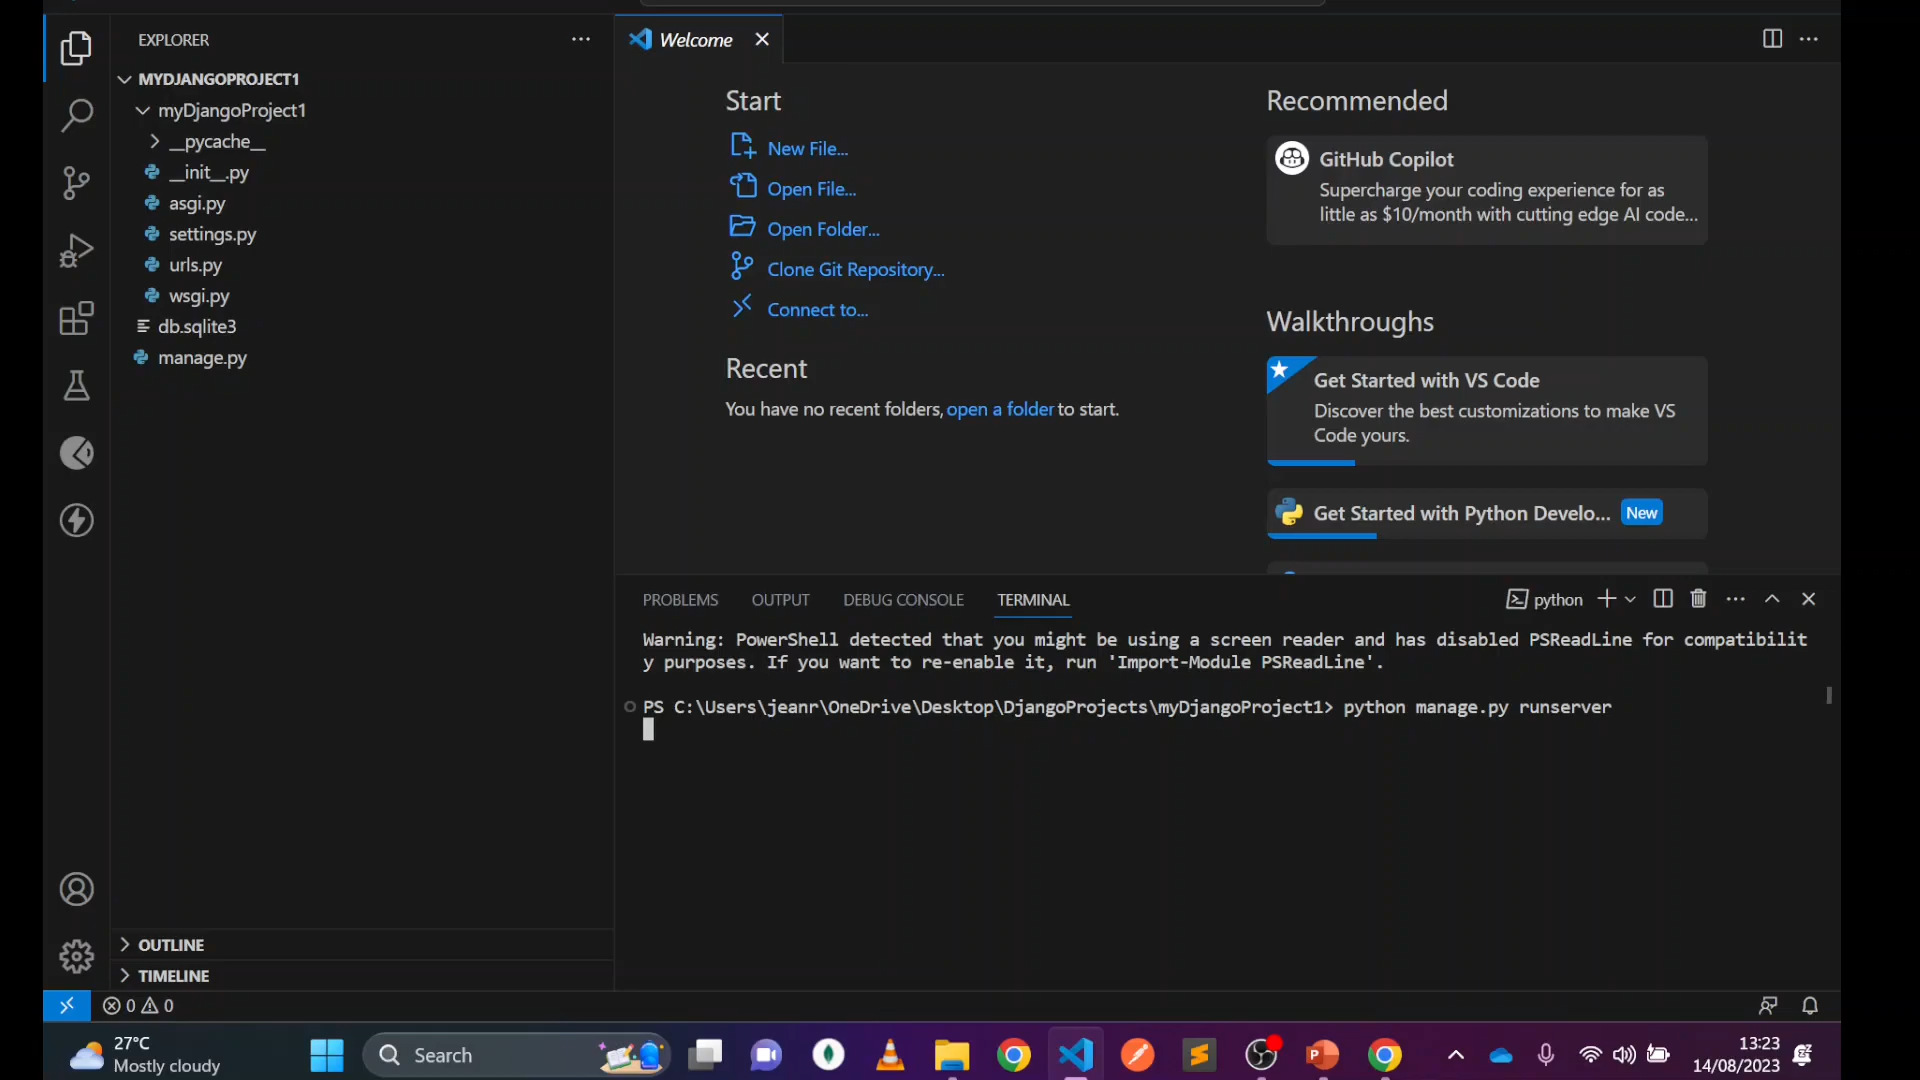 EXPLORER
MYDJANGOPROJECT1
myDjangoProject1
__pycache__
__init__.py
asgi.py
settings.py
urls.py
wsgi.py
db.sqlite3
manage.py
OUTLINE
TIMELINE
Welcome
Start
New File...
Open File...
Open Folder...
Clone Git Repository...
Connect to...
Recent
You have no recent folders, open a folder to start.
Recommended
GitHub Copilot
Supercharge your coding experience for as
little as $10/month with cutting edge AI code...
Walkthroughs
Get Started with VS Code
Discover the best customizations to make VS
Code yours.
Get Started with Python Develo... New
PROBLEMS OUTPUT DEBUG CONSOLE TERMINAL
python
Warning: PowerShell detected that you might be using a screen reader and has disabled PSReadLine for compatibilit
y purposes. If you want to re-enable it, run 'Import-Module PSReadLine'.
PS C:\Users\jeanr\OneDrive\Desktop\DjangoProjects\myDjangoProject1> python manage.py runserver
0 0
27°C
Mostly cloudy
Search
13:23
14/08/2023